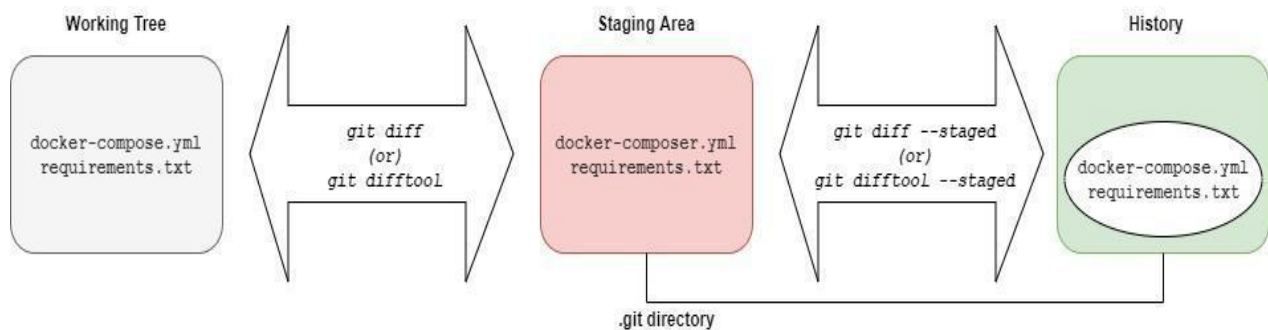 Working Tree
Staging Area
History
docker-compose.yml
requirements.txt
git diff
(or)
git difftool
docker-composer.yml
requirements.txt
git diff --staged
(or)
git difftool --staged
docker-compose.yml
requirements.txt
.git directory